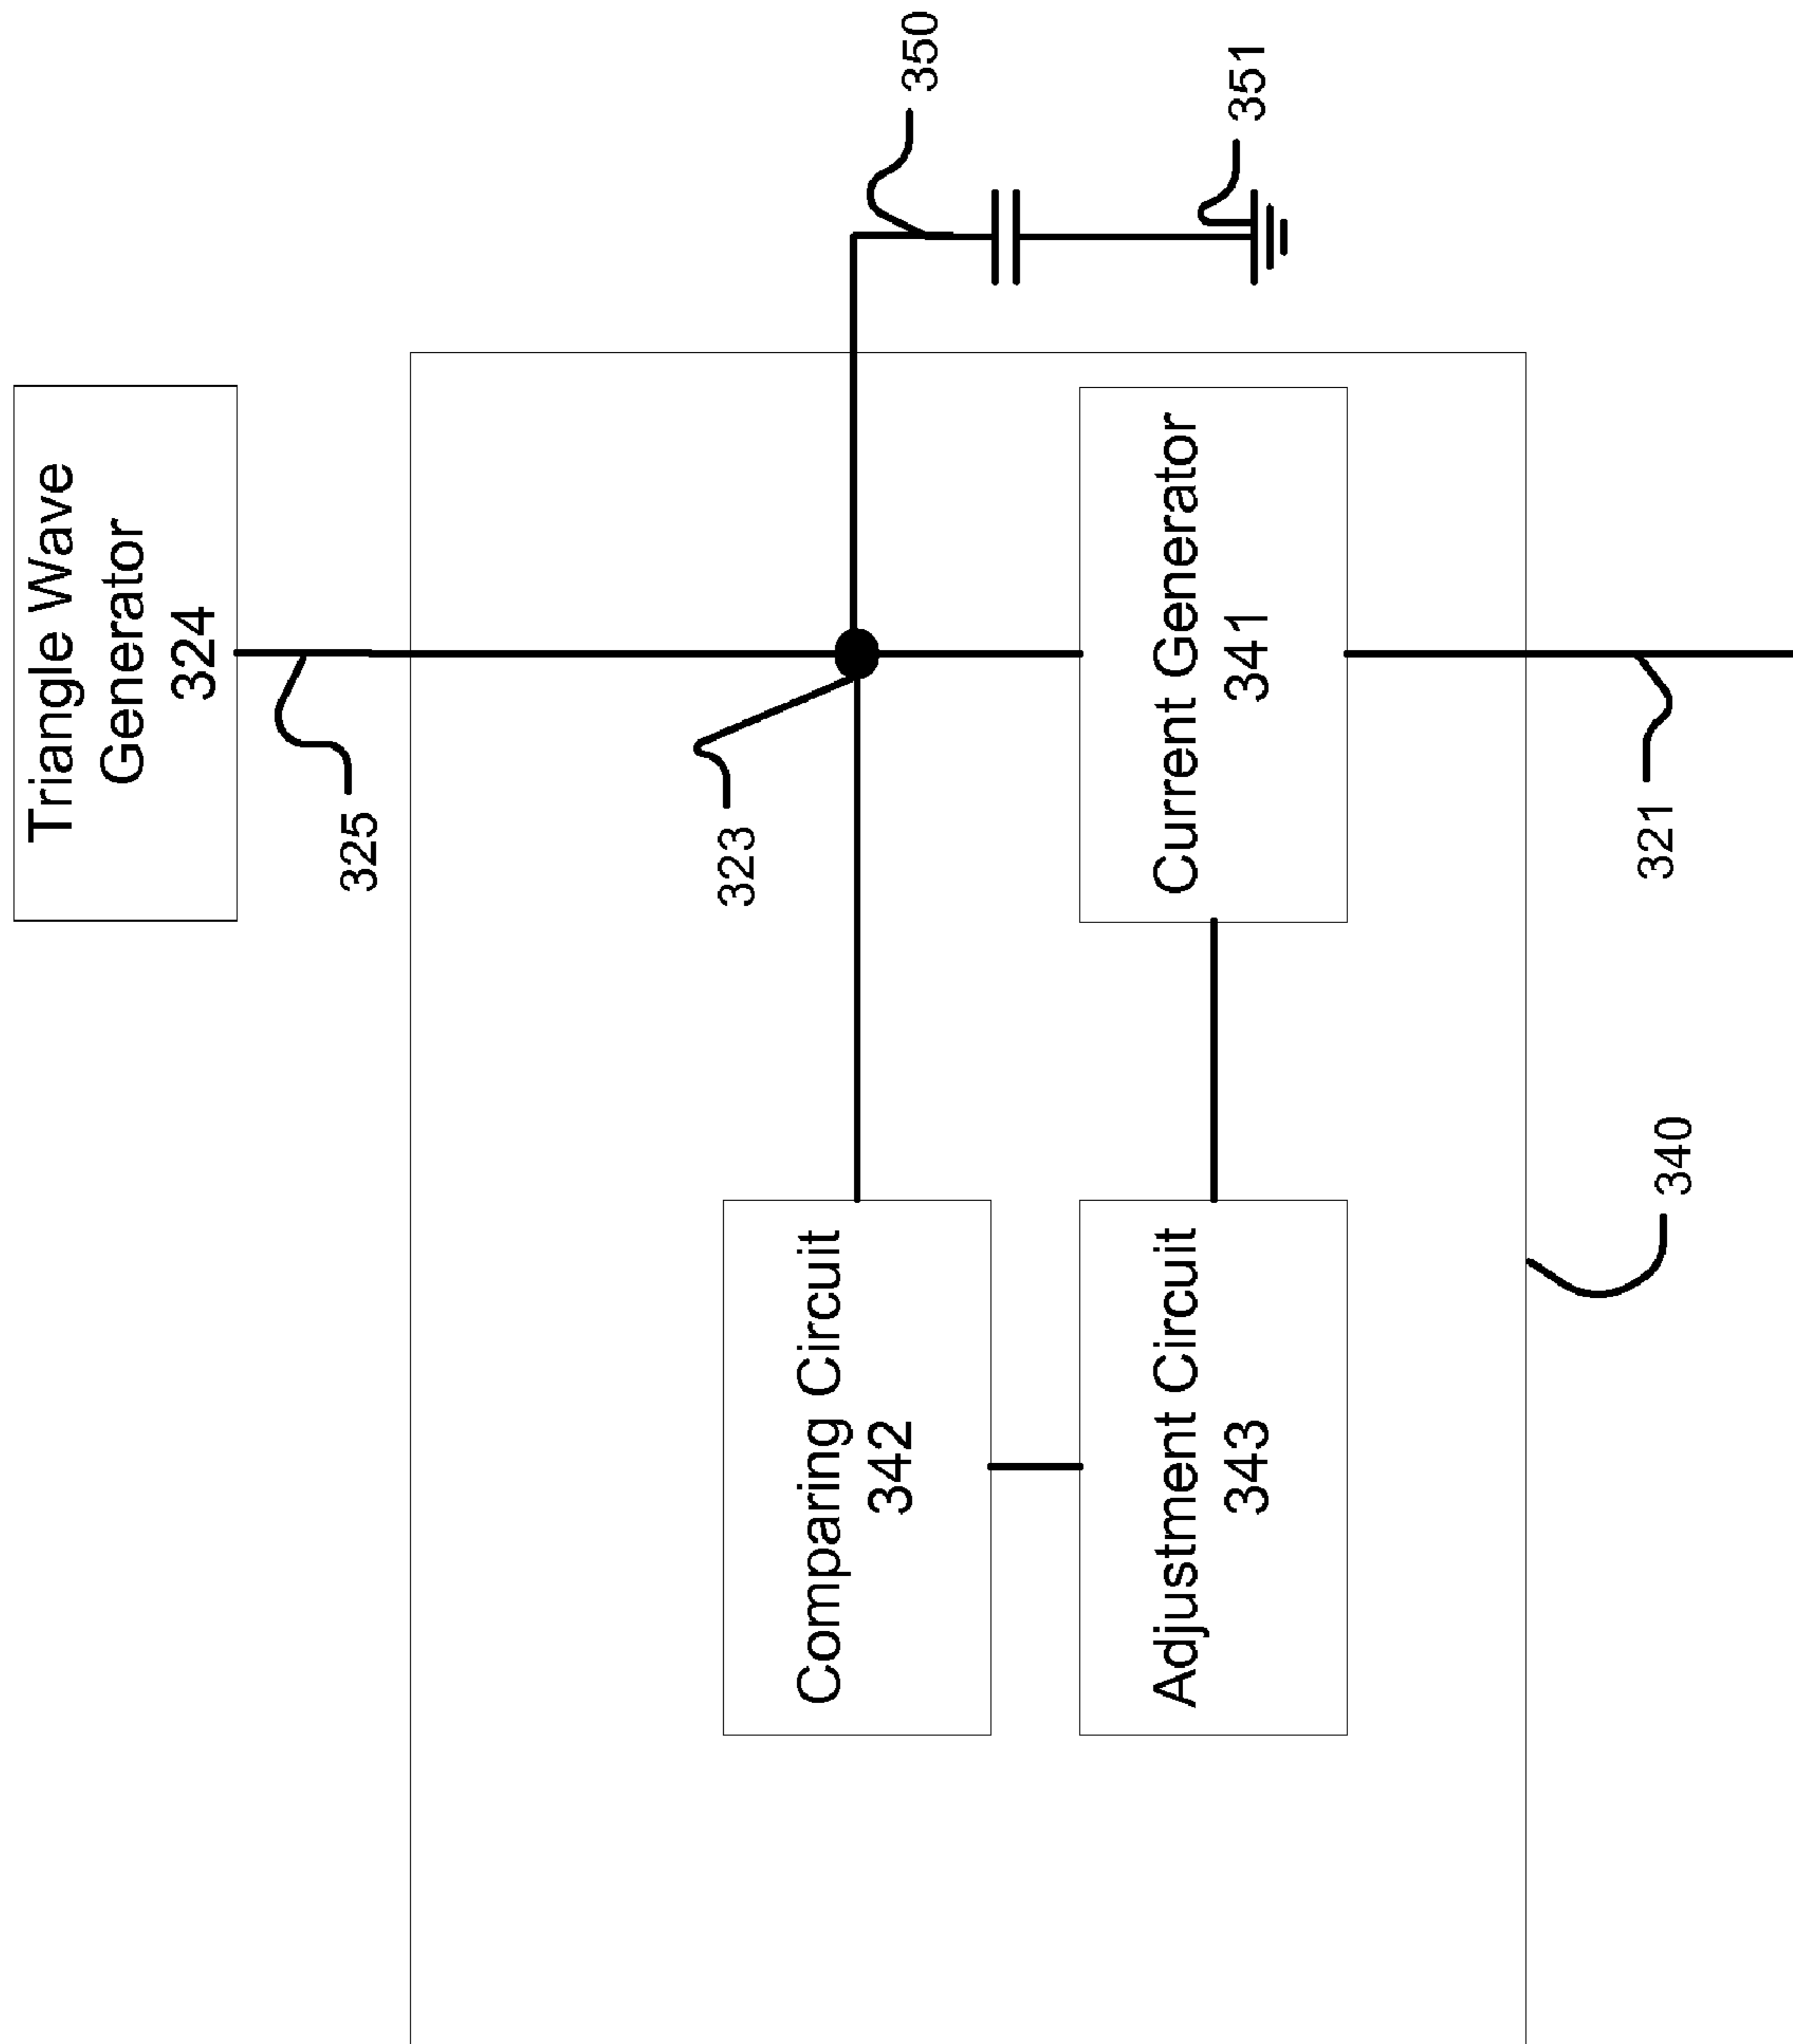 Triangle Wave
Generator
324
325
350
351
323
Current Generator
341
321
Comparing Circuit
342
Adjustment Circuit
343
340